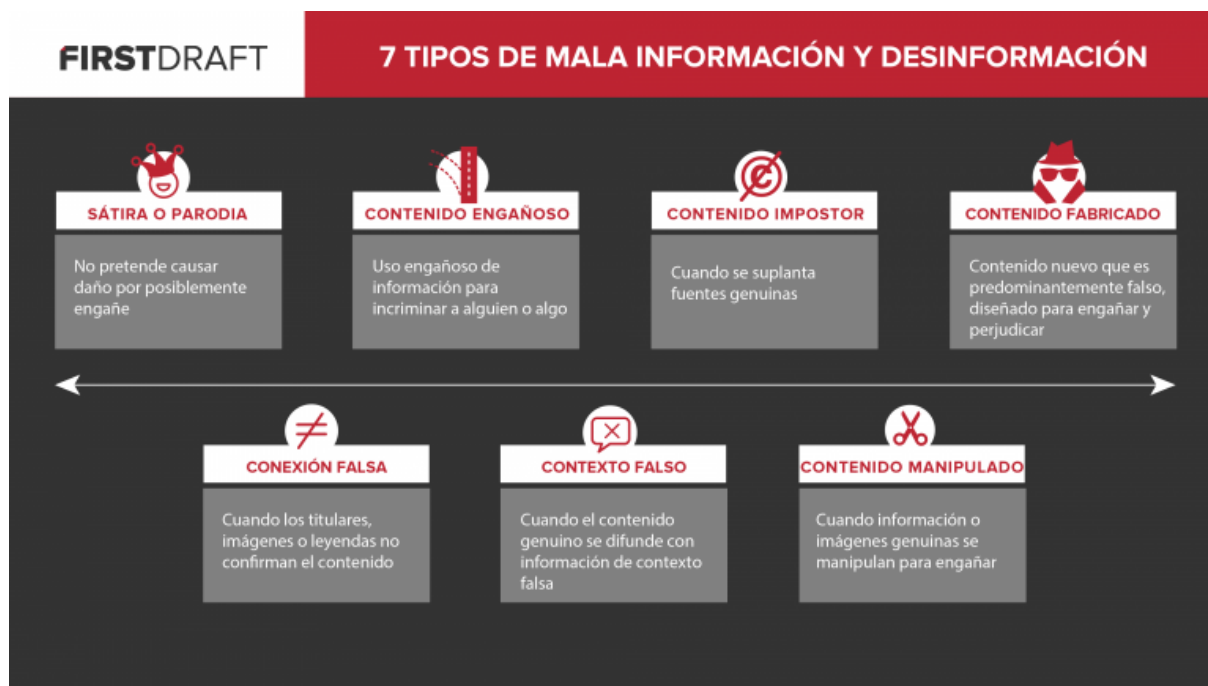 FIRSTDRAFT
7 TIPOS DE MALA INFORMACIÓN Y DESINFORMACIÓN
SÁTIRA O PARODIA
No pretende causar
daño por posiblemente
engañe
CONTENIDO ENGAÑOSO
Uso engañoso de
información para
incriminar a alguien o algo
CONTENIDO IMPOSTOR
Cuando se suplanta
fuentes genuinas
CONTENIDO FABRICADO
Contenido nuevo que es
predominantemente falso,
diseñado para engañar y
perjudicar
CONEXIÓN FALSA
Cuando los titulares,
imágenes o leyendas no
confirman el contenido
CONTEXTO FALSO
Cuando el contenido
genuino se difunde con
información de contexto
falsa
CONTENIDO MANIPULADO
Cuando información o
imágenes genuinas se
manipulan para engañar